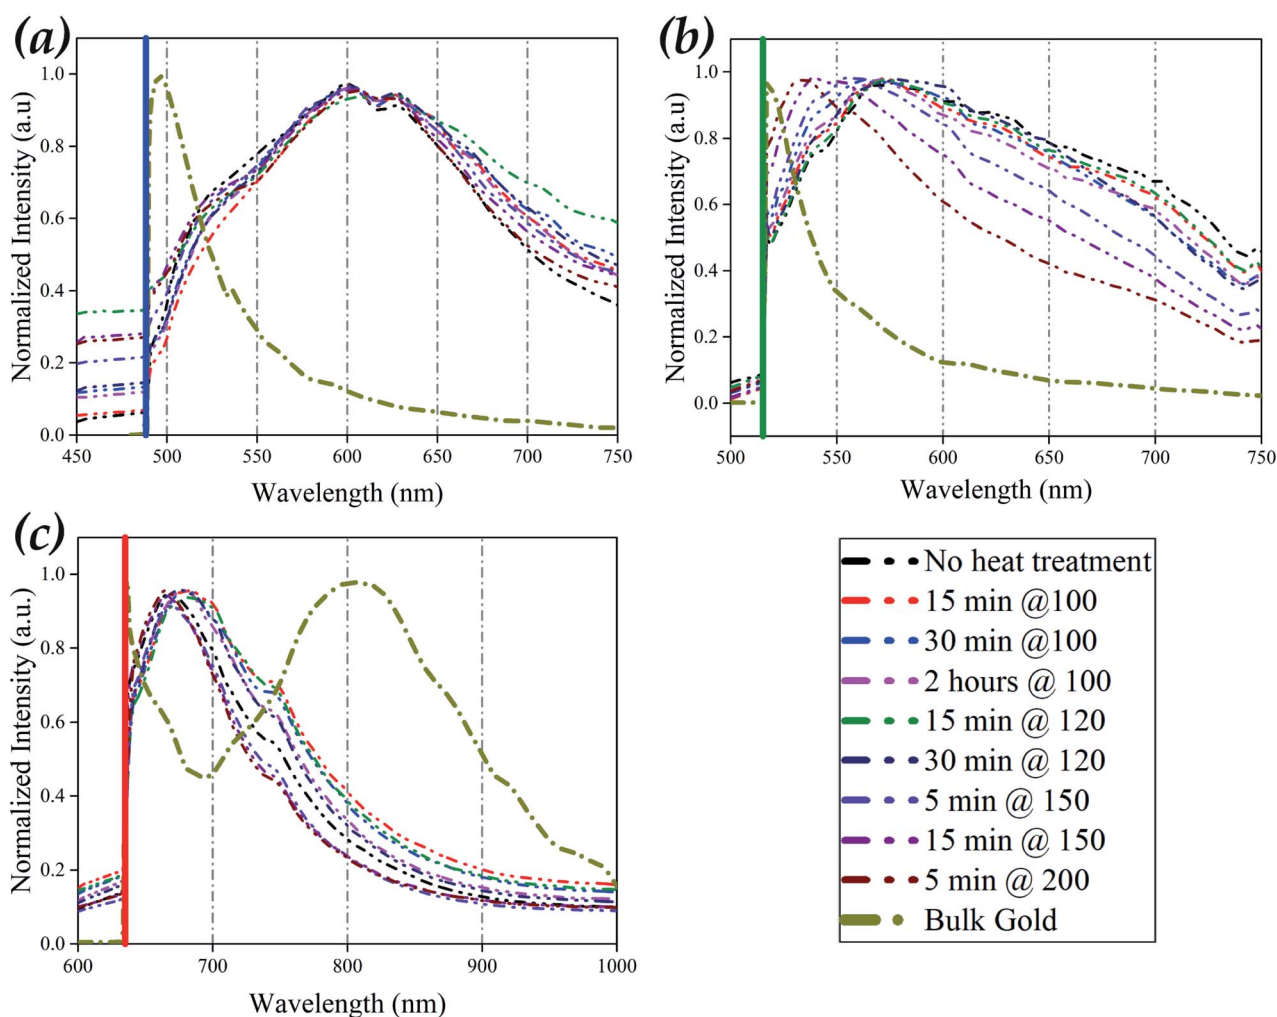 (a)
Normalized Intensity (a.u)
1.0
0.8
0.6
0.4
0.2
0.0
450 500 550 600 650 700 750
Wavelength (nm)
(b)
Normalized Intensity (a.u)
1.0
0.8
0.6
0.4
0.2
0.0
500 550 600 650 700 750
Wavelength (nm)
(c)
Normalized Intensity (a.u.)
1.0
0.8
0.6
0.4
0.2
0.0
600 700 800 900 1000
Wavelength (nm)
No heat treatment
15 min @100
30 min @100
2 hours @ 100
15 min @ 120
30 min @ 120
5 min @ 150
15 min @ 150
5 min @ 200
Bulk Gold